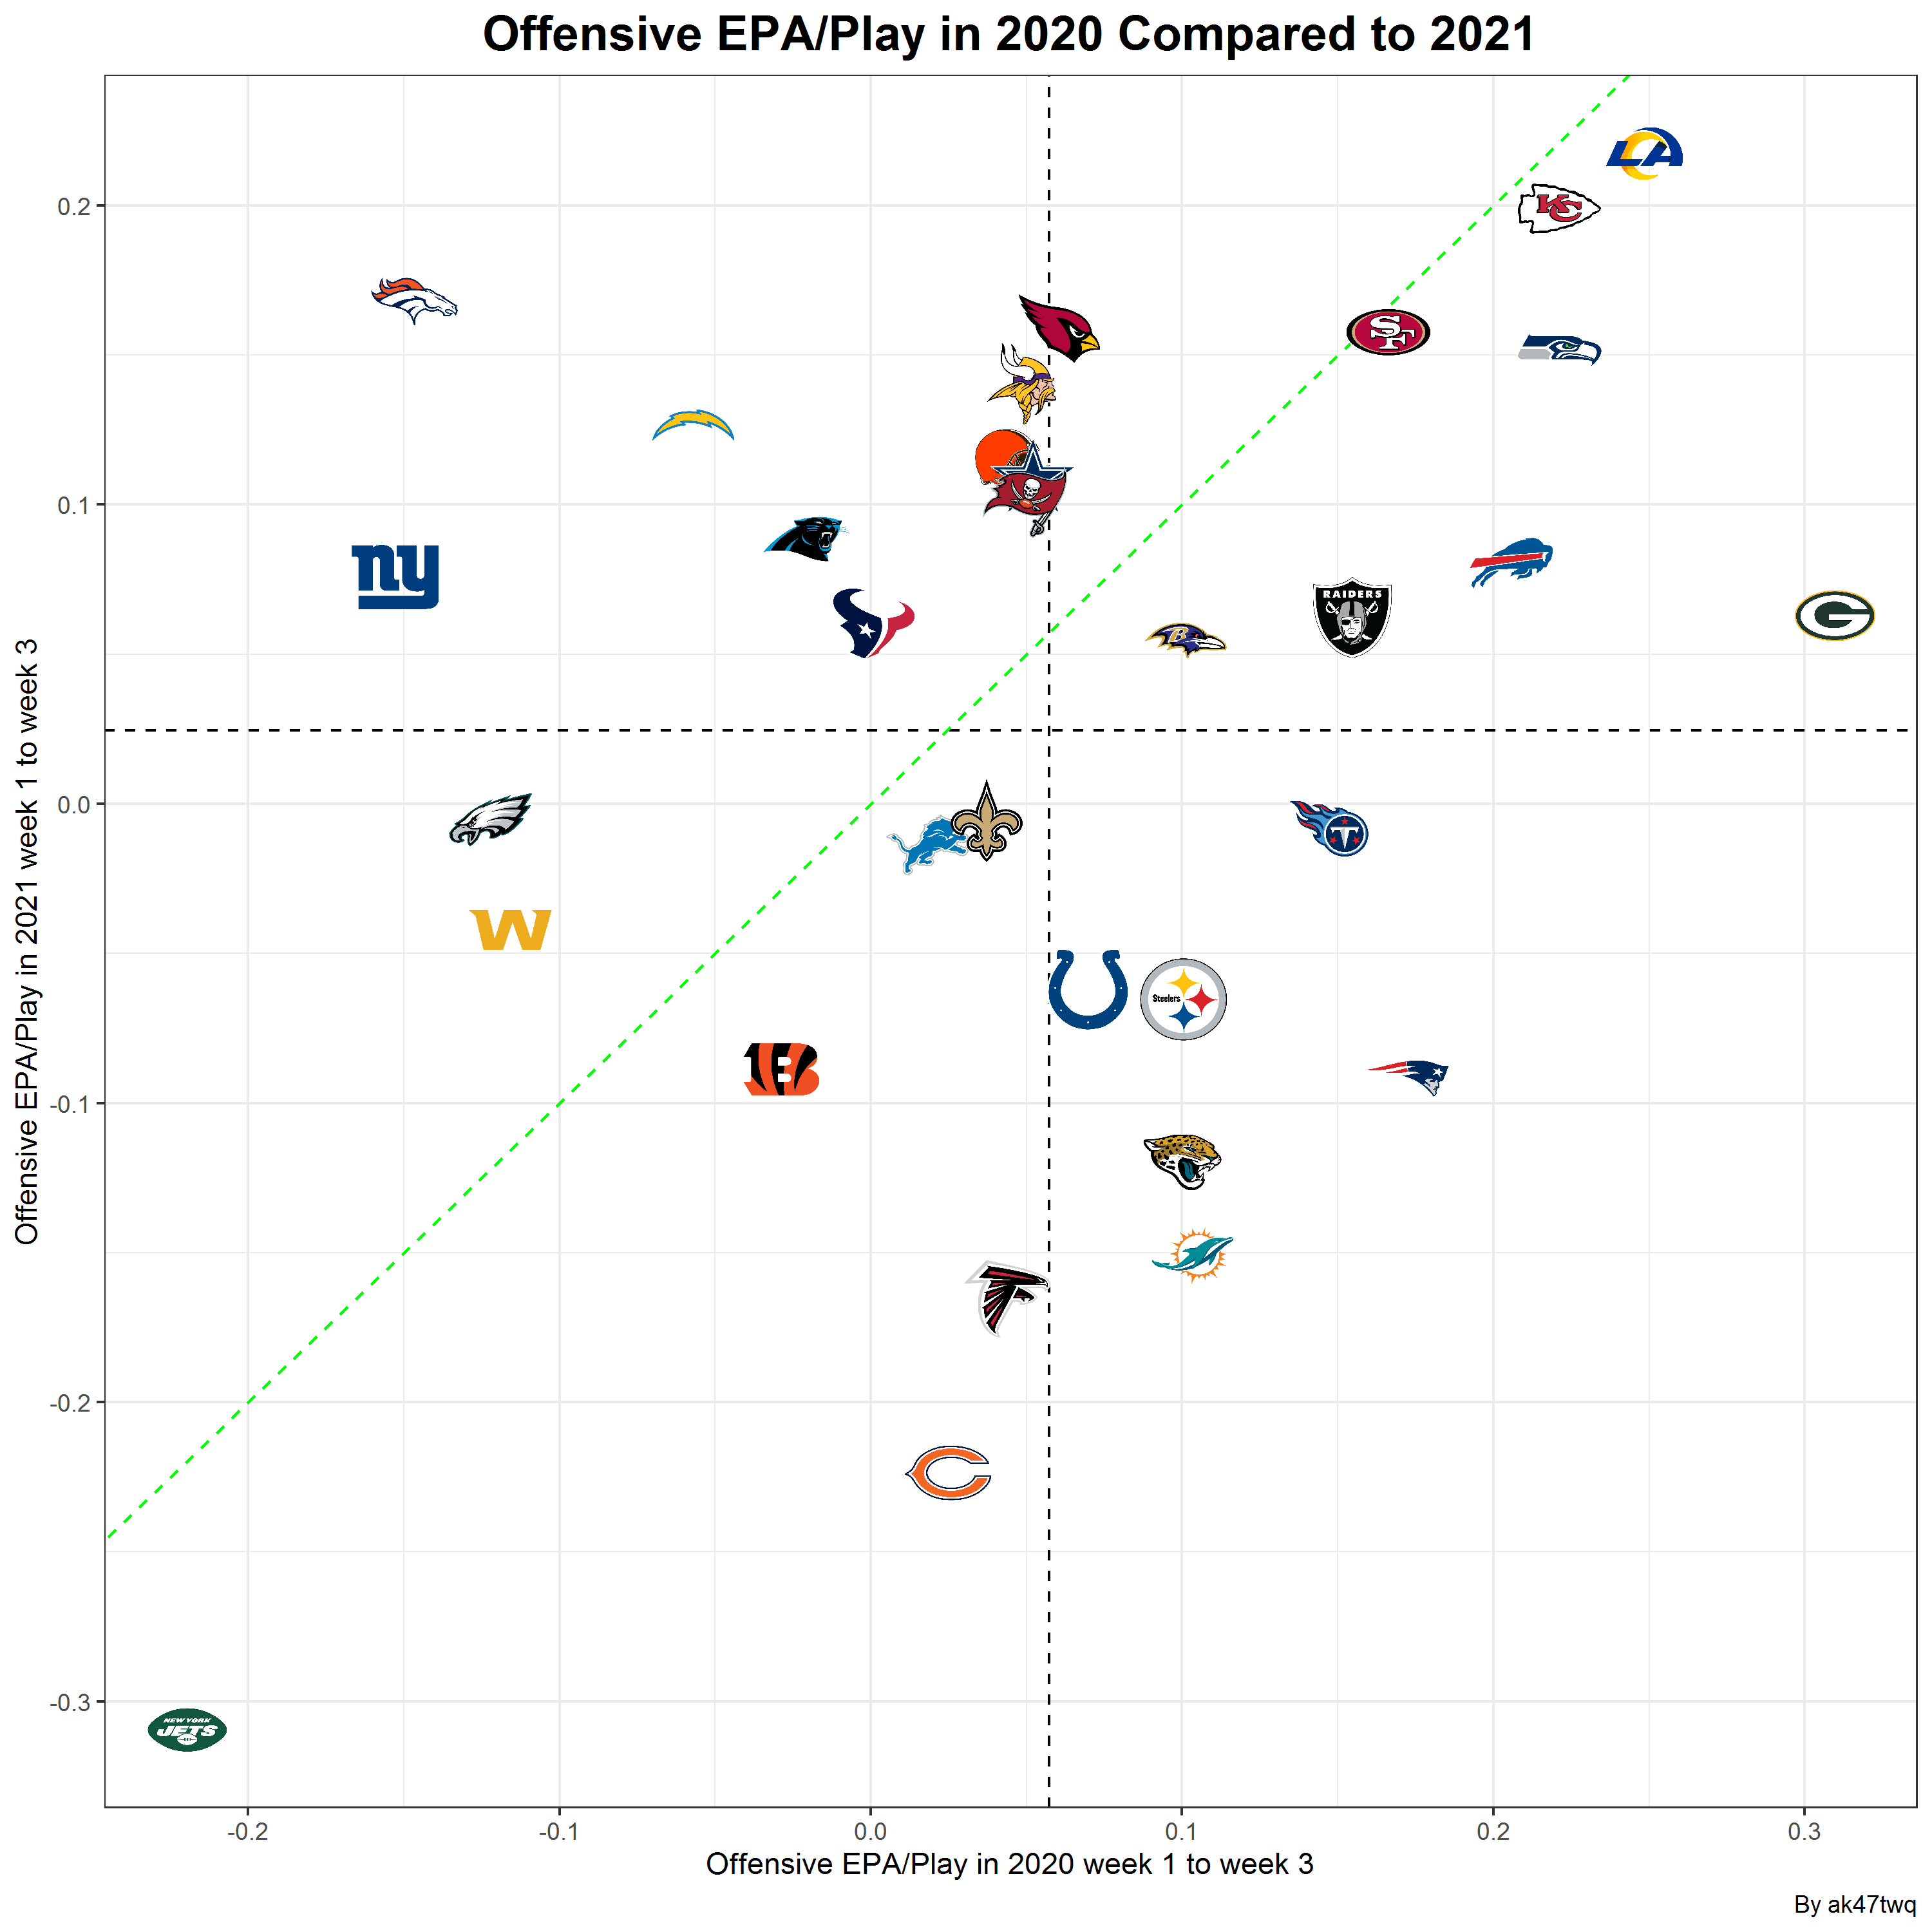 Offensive EPA/Play in 2020 Compared to 2021
Offensive EPA/Play in 2021 week 1 to week 3
0.2
0.1
0.0
-0.1
-0.2
-0.3
LA
KC
SF
ny
RAIDERS
B
G
T
W
Steelers
B
C
NEW YORK
JETS
-0.2
-0.1
0.0
0.1
0.2
0.3
Offensive EPA/Play in 2020 week 1 to week 3
By ak47twq